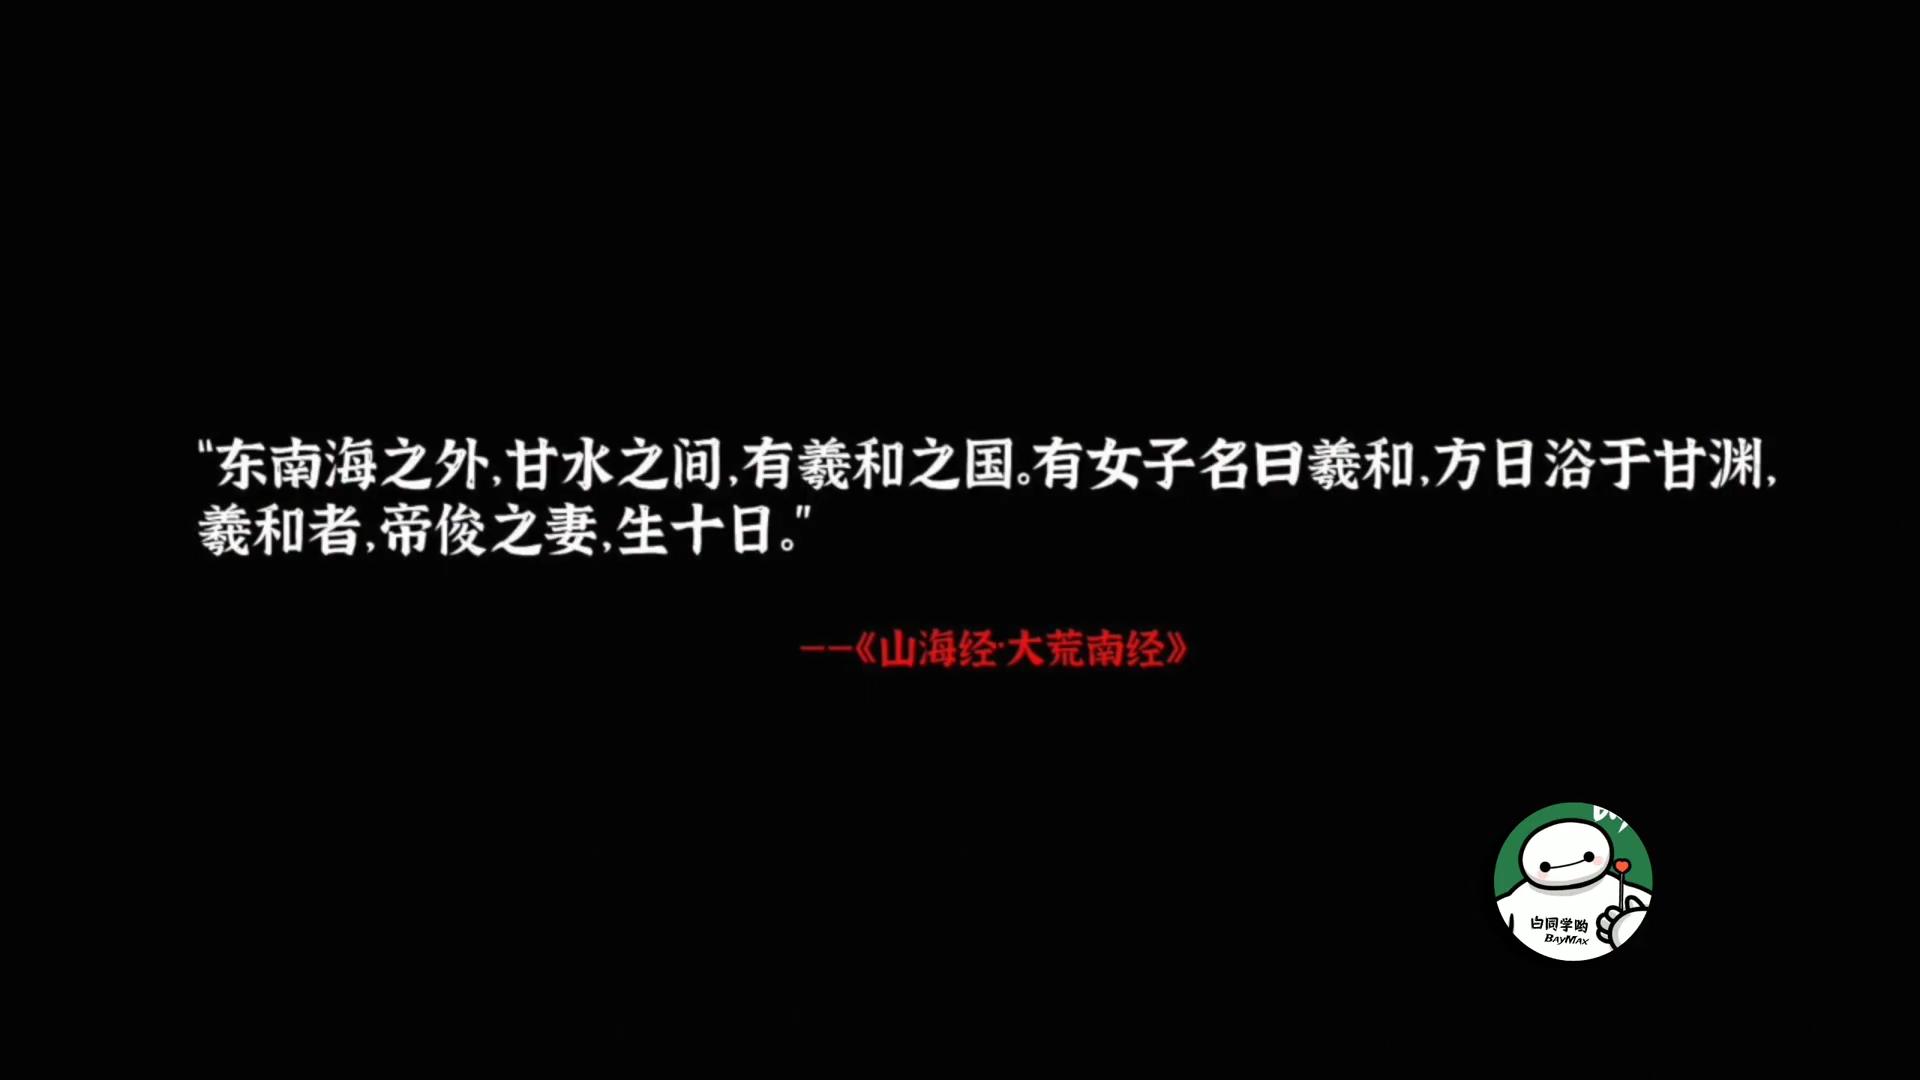 “东南海之外,甘水之间,有羲和之国。有女子名曰羲和,方日浴于甘渊,
羲和者,帝俊之妻,生十日。”
——《山海经·大荒南经》
白同学哟
BAYMAX